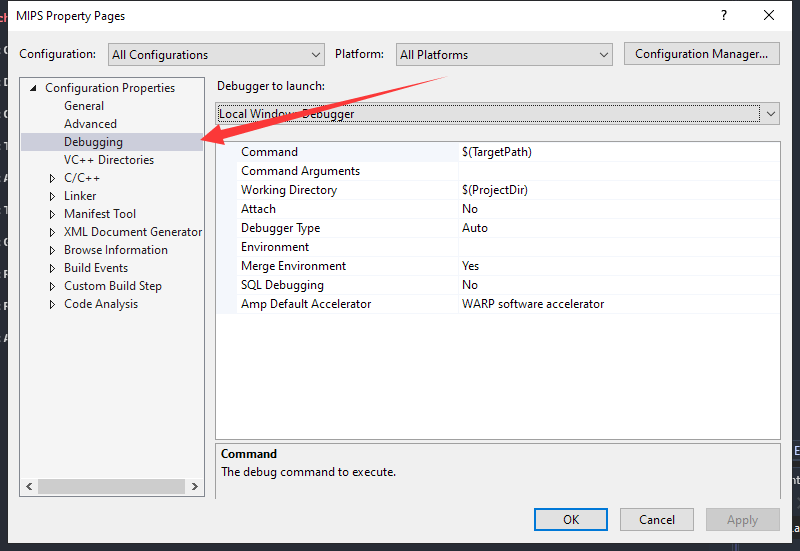 MIPS Property Pages
Configuration: All Configurations Platform: All Platforms Configuration Manager...
Configuration Properties
General
Advanced
Debugging
VC++ Directories
C/C++
Linker
Manifest Tool
XML Document Generator
Browse Information
Build Events
Custom Build Step
Code Analysis
Debugger to launch:
Local Windows Debugger
Command $(TargetPath)
Command Arguments
Working Directory $(ProjectDir)
Attach No
Debugger Type Auto
Environment
Merge Environment Yes
SQL Debugging No
Amp Default Accelerator WARP software accelerator
Command
The debug command to execute.
OK Cancel Apply